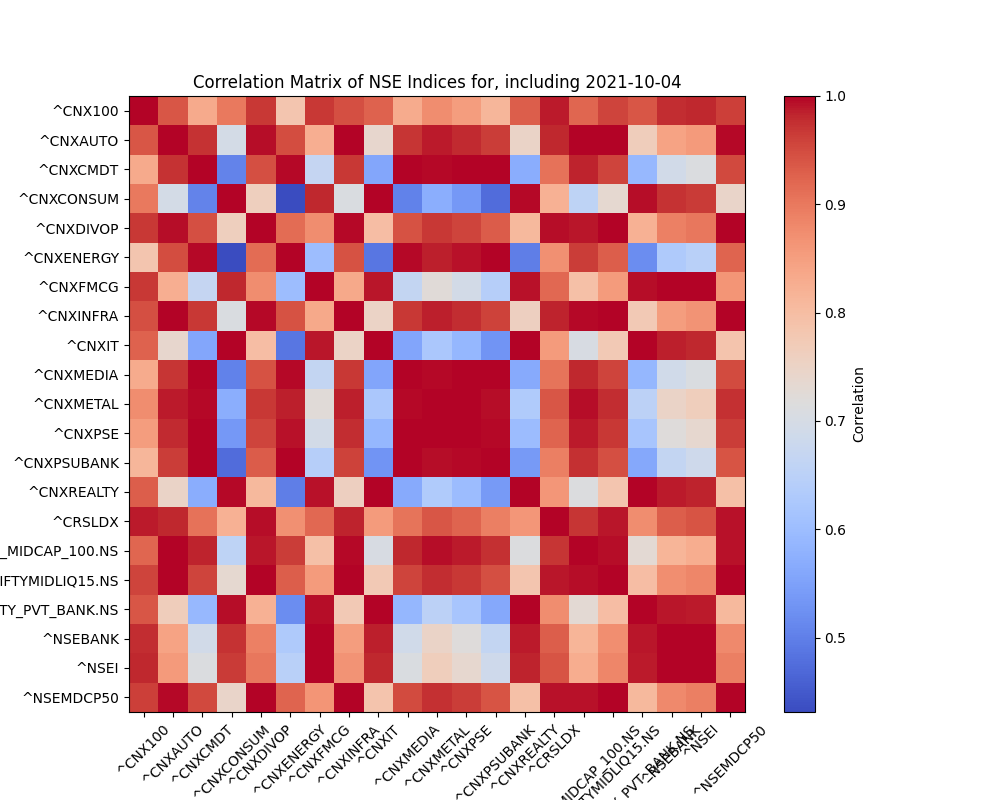 Correlation Matrix of NSE Indices for, including 2021-10-04
^CNX100
^CNXAUTO
^CNXCMDT
^CNXCONSUM
^CNXDIVOP
^CNXENERGY
^CNXFMCG
^CNXINFRA
^CNXIT
^CNXMEDIA
^CNXMETAL
^CNXPSE
^CNXPSUBANK
^CNXREALTY
^CRSLDX
_MIDCAP_100.NS
IFTYMIDLIQ15.NS
TY_PVT_BANK.NS
^NSEBANK
^NSEI
^NSEMDCP50
^CNX100
^CNXAUTO
^CNXCMDT
^CNXCONSUM
^CNXDIVOP
^CNXENERGY
^CNXFMCG
^CNXINFRA
^CNXIT
^CNXMEDIA
^CNXMETAL
^CNXPSE
^CNXPSUBANK
^CNXREALTY
^CRSLDX
MIDCAP_100.NS
TYMIDLIQ15.NS
_PVT_BANK.NS
^NSEBANK
^NSEI
^NSEMDCP50
1.0
0.9
0.8
0.7
0.6
0.5
Correlation